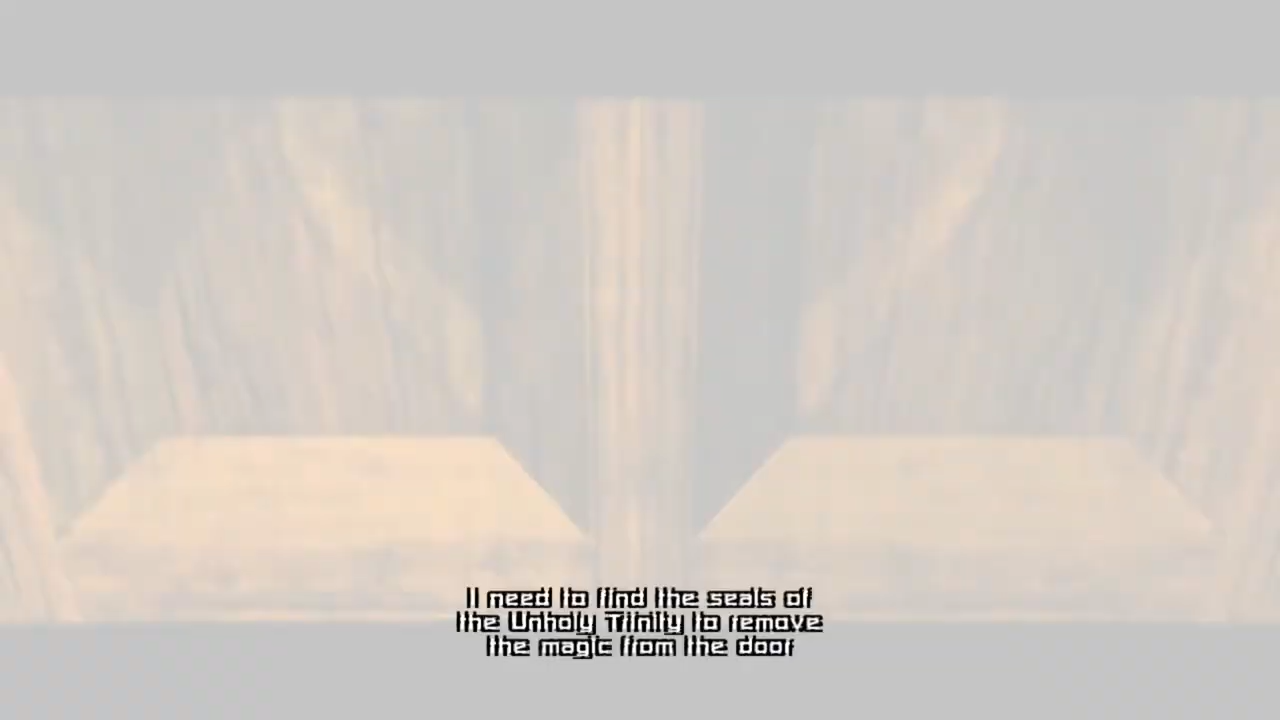 I need to find the seals of
the Unholy Trinity to remove
the magic from the door